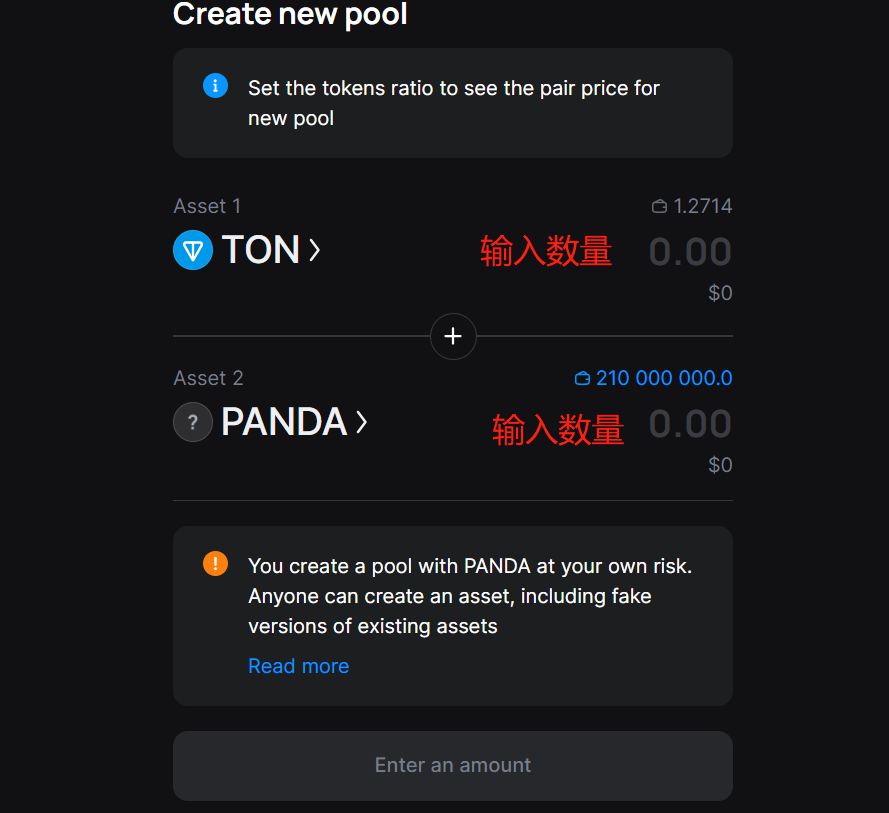 Create new pool
Set the tokens ratio to see the pair price for
new pool
Asset 1
1.2714
TON
输入数量
0.00
$0
Asset 2
210 000 000.0
?
PANDA
输入数量
0.00
$0
You create a pool with PANDA at your own risk.
Anyone can create an asset, including fake
versions of existing assets
Read more
Enter an amount